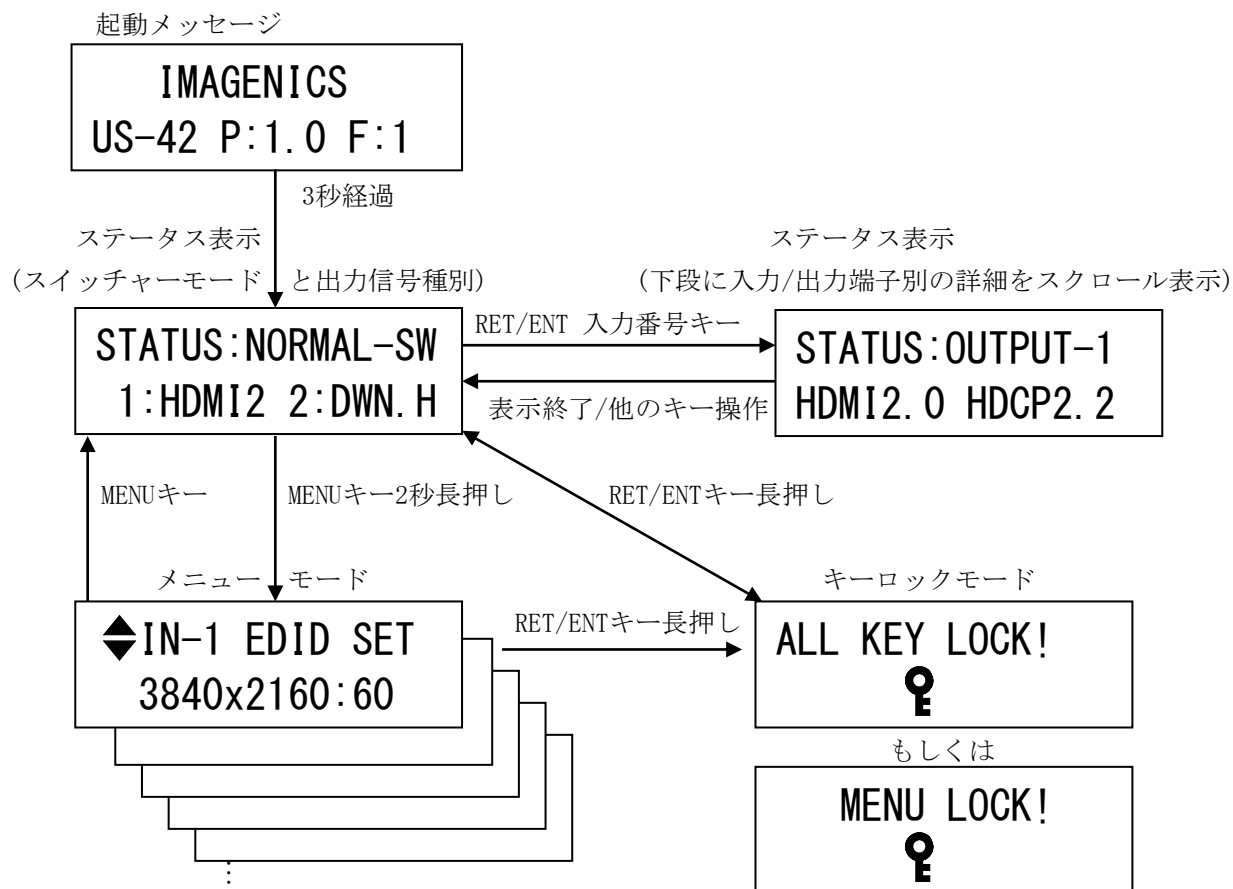 起動メッセージ
IMAGENICS
US-42 P:1.0 F:1
3秒経過
ステータス表示
(スイッチャーモード と出力信号種別)
STATUS:NORMAL-SW
1:HDMI2 2:DWN.H
RET/ENT 入力番号キー
表示終了/他のキー操作
ステータス表示
(下段に入力/出力端子別の詳細をスクロール表示)
STATUS:OUTPUT-1
HDMI2.0 HDCP2.2
MENUキー
MENUキー2秒長押し
RET/ENTキー長押し
メニューモード
IN-1 EDID SET
3840x2160:60
RET/ENTキー長押し
キーロックモード
ALL KEY LOCK!
もしくは
MENU LOCK!
⋮